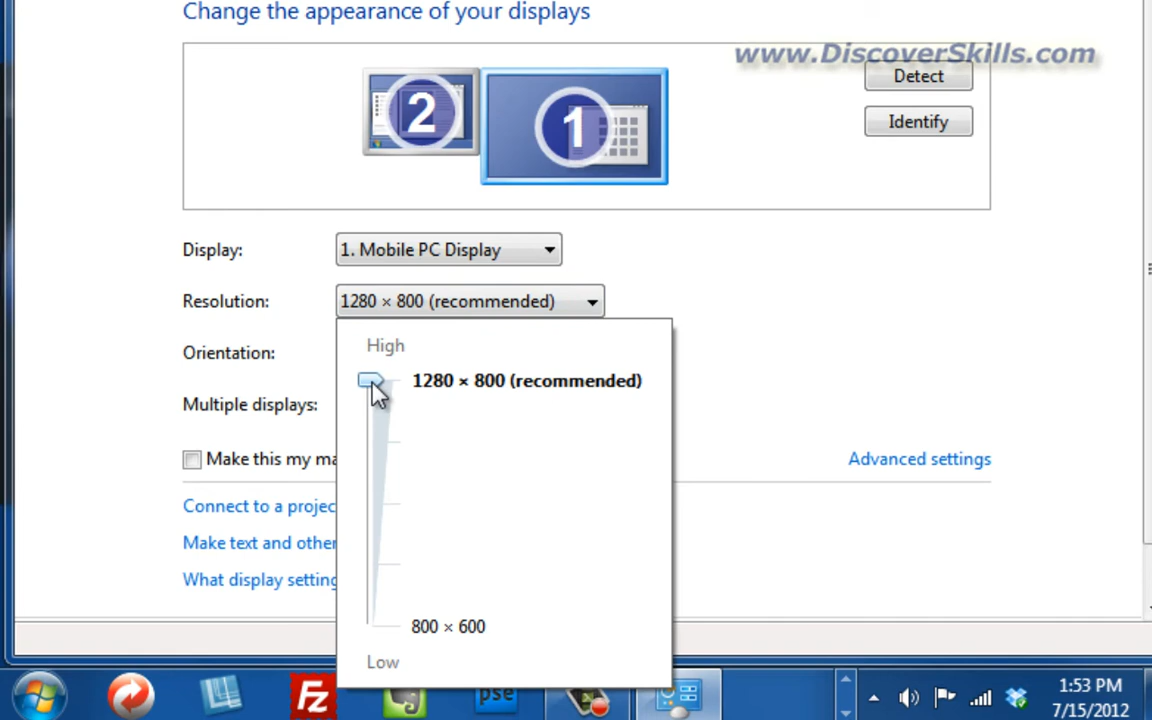 Change the appearance of your displays
www.DiscoverSkills.com
2
1
Detect
Identify
Display:
1. Mobile PC Display
Resolution:
1280 × 800 (recommended)
High
Orientation:
1280 × 800 (recommended)
Multiple displays:
Make this my ma
Advanced settings
Connect to a projec
Make text and other
What display setting
800 × 600
Low
Fz
pse
1:53 PM
7/15/2012